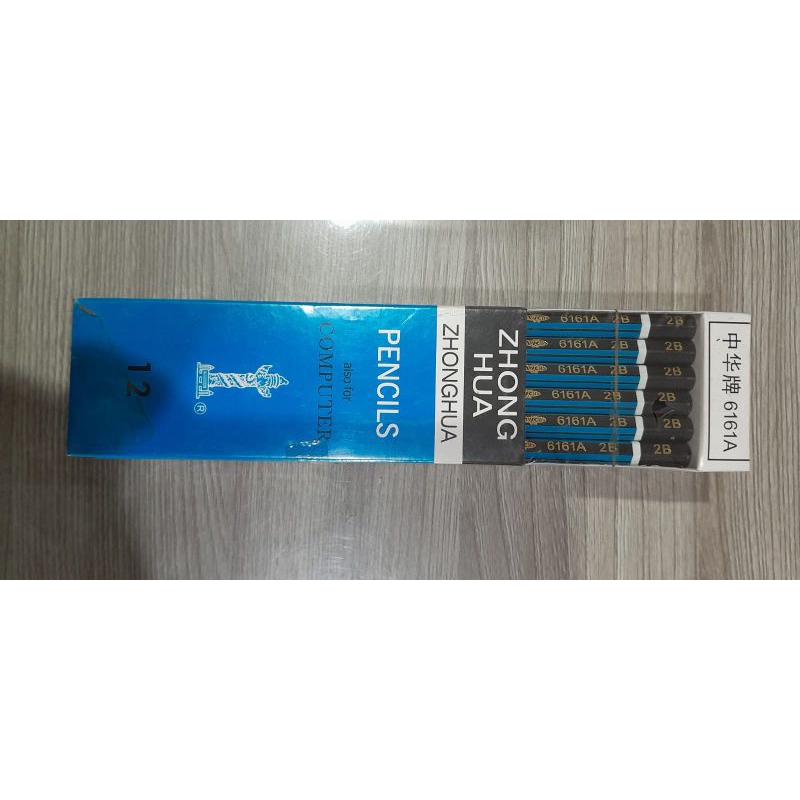 中华牌 6161A
6161A 2B 2B
6161A 2B 2B
6161A 2B 2B
6161A 2B 2B
6161A 2B 2B
6161A 2B 2B
ZHONG
HUA
ZHONGHUA
PENCILS
also for
COMPUTER
®
12